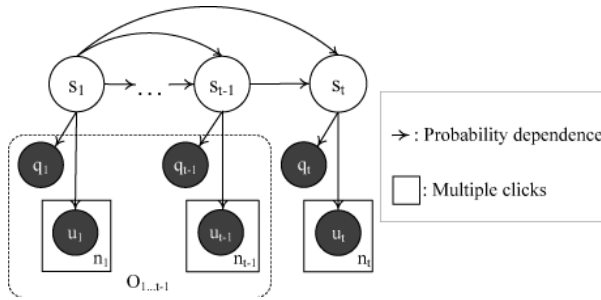 s1 ... st-1 st
q1 qt-1 qt
u1 ut-1 ut
n1 nt-1 nt
O1...t-1
→: Probability dependence
: Multiple clicks